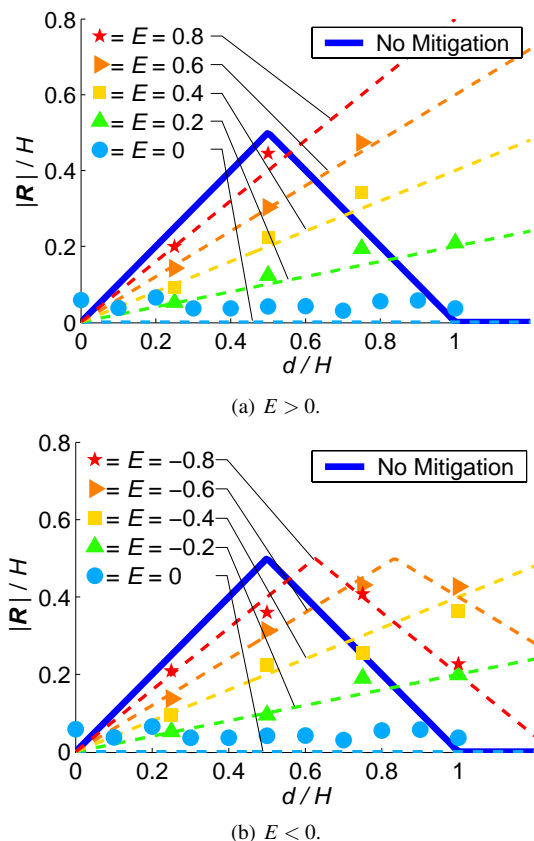 0.8
0.6
0.4
0.2
0
|R| / H
= E = 0.8
= E = 0.6
= E = 0.4
= E = 0.2
= E = 0
No Mitigation
0 0.2 0.4 0.6 0.8 1
d / H
(a) E > 0.
0.8
0.6
0.4
0.2
0
|R| / H
= E = −0.8
= E = −0.6
= E = −0.4
= E = −0.2
= E = 0
No Mitigation
0 0.2 0.4 0.6 0.8 1
d / H
(b) E < 0.